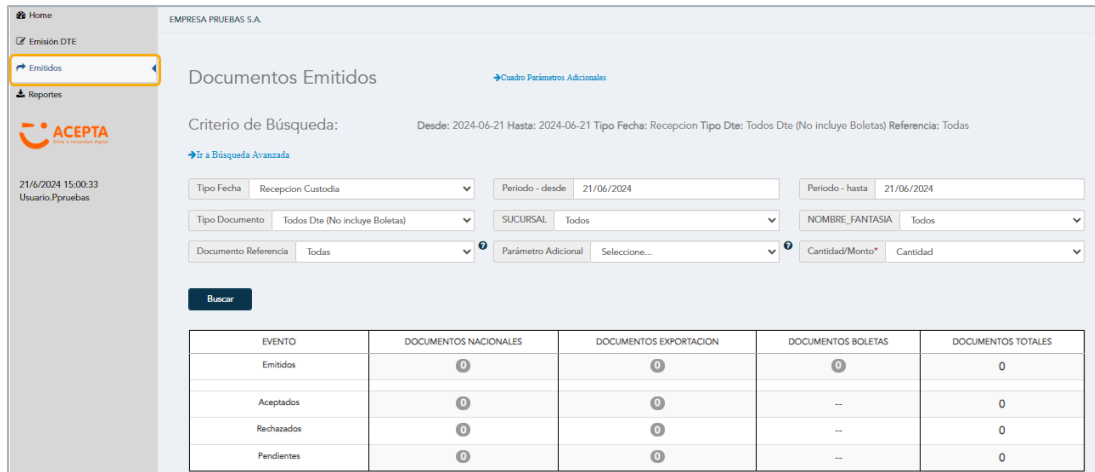 Home
EMPRESA PRUEBAS S.A.
Emisión DTE
Emitidos
Reportes
ACEPTA
21/6/2024 15:00:33
Usuario.Ppruebas
Documentos Emitidos
Cuadro Parámetros Adicionales
Criterio de Búsqueda:
Desde: 2024-06-21 Hasta: 2024-06-21 Tipo Fecha: Recepcion Tipo Dte: Todos Dte (No incluye Boletas) Referencia: Todas
Ir a Búsqueda Avanzada
Tipo Fecha Recepcion Custodia Periodo - desde 21/06/2024 Periodo - hasta 21/06/2024
Tipo Documento Todos Dte (No incluye Boletas) SUCURSAL Todos NOMBRE_FANTASIA Todos
Documento Referencia Todas ? Parámetro Adicional Seleccione... ? Cantidad/Monto* Cantidad
Buscar
EVENTO DOCUMENTOS NACIONALES DOCUMENTOS EXPORTACION DOCUMENTOS BOLETAS DOCUMENTOS TOTALES
Emitidos 0 0 0 0
Aceptados 0 0 -- 0
Rechazados 0 0 -- 0
Pendientes 0 0 -- 0